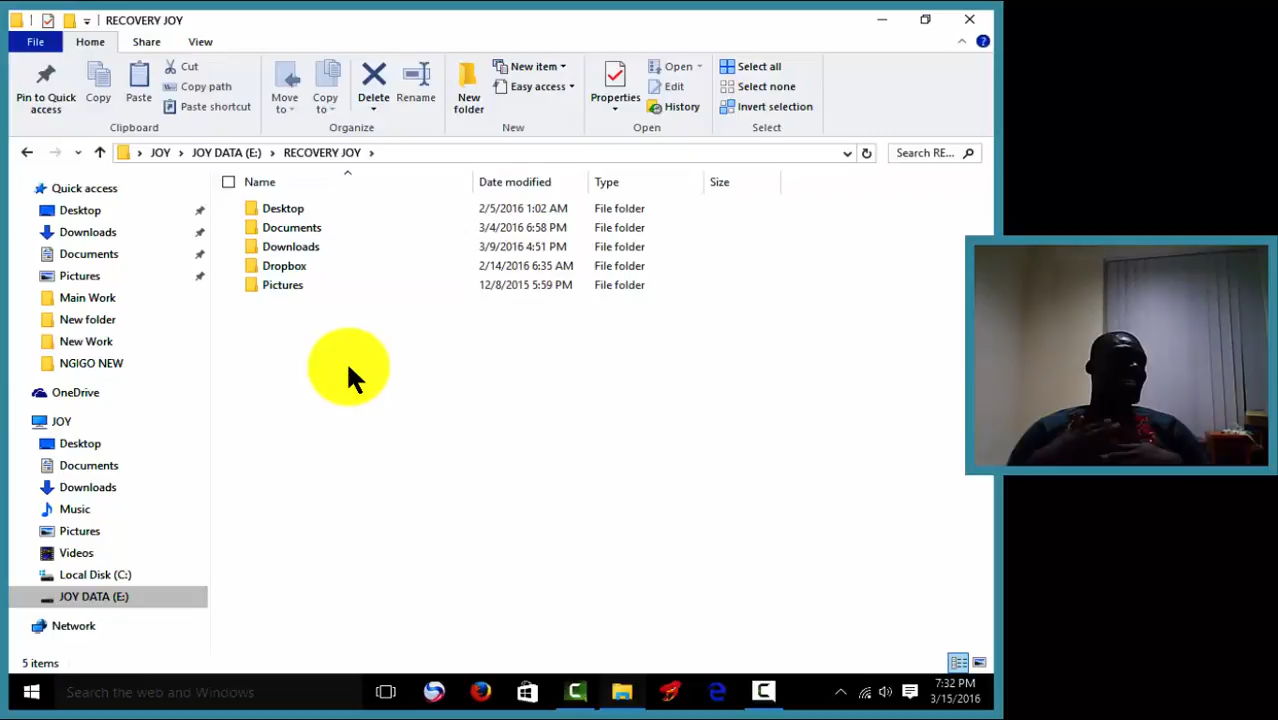 RECOVERY JOY
File Home Share View
Pin to Quick access
Copy
Paste
Cut
Copy path
Paste shortcut
Clipboard
Move to
Copy to
Delete
Rename
Organize
New folder
New item
Easy access
New
Properties
Open
Edit
History
Open
Select all
Select none
Invert selection
Select
JOY JOY DATA (E:) RECOVERY JOY
Search RE...
Name Date modified Type Size
Desktop 2/5/2016 1:02 AM File folder
Documents 3/4/2016 6:58 PM File folder
Downloads 3/9/2016 4:51 PM File folder
Dropbox 2/14/2016 6:35 AM File folder
Pictures 12/8/2015 5:59 PM File folder
Quick access
Desktop
Downloads
Documents
Pictures
Main Work
New folder
New Work
NGIGO NEW
OneDrive
JOY
Desktop
Documents
Downloads
Music
Pictures
Videos
Local Disk (C:)
JOY DATA (E:)
Network
5 items
Search the web and Windows
7:32 PM
3/15/2016